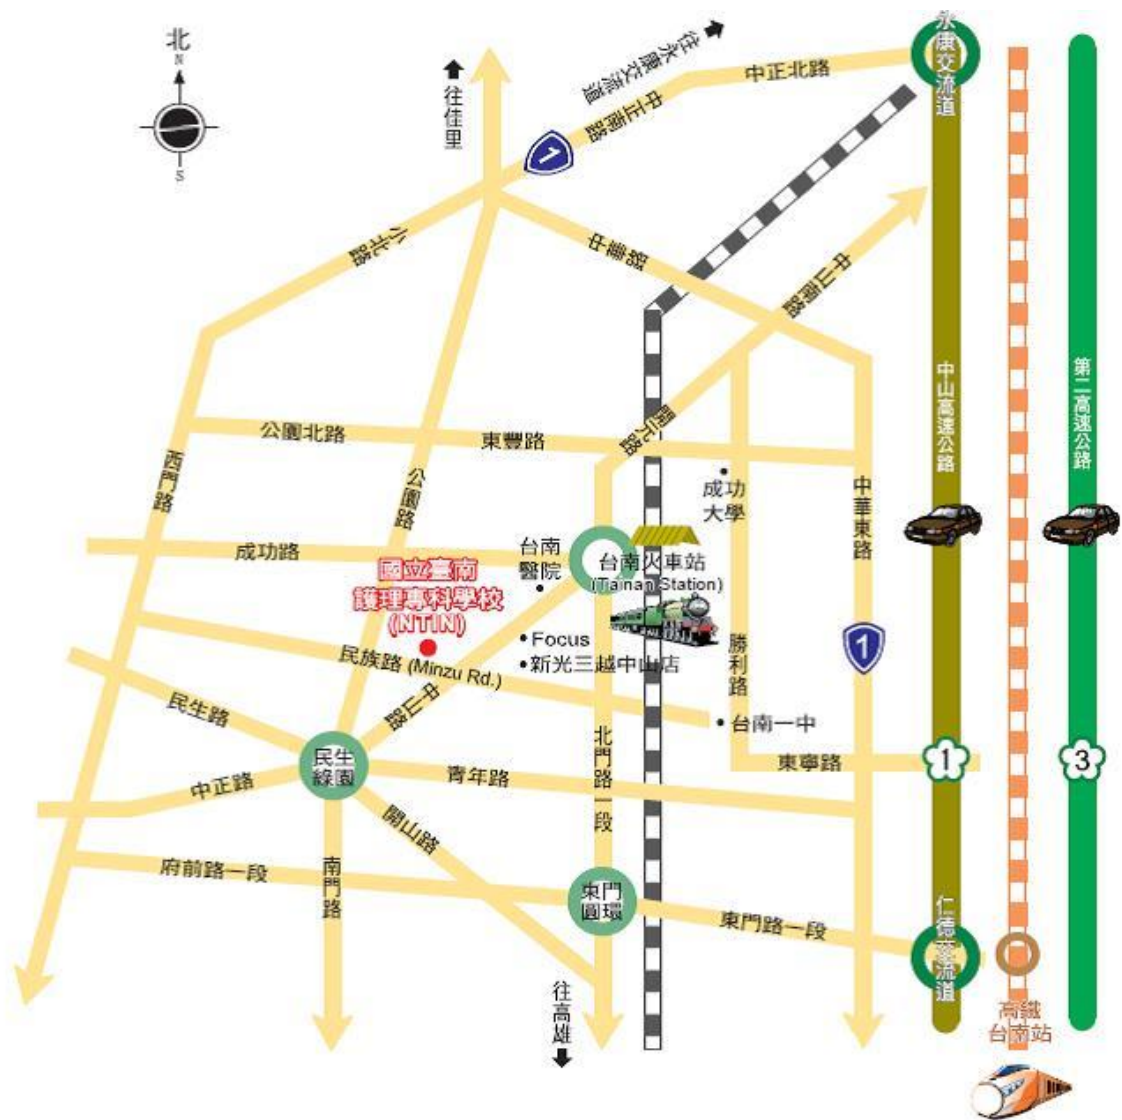 北
N
S
往佳里
往永康交流道
中正南路
1
中正北路
永康交流道
小北路
中華路
中山南路
中山高速公路
第二高速公路
公園北路
東豐路
開元路
西門路
公園路
成功
大學
中華東路
成功路
台南
醫院
台南火車站
(Tainan Station)
國立臺南
護理專科學校
(NTIN)
Focus
新光三越中山店
民族路 (Minzu Rd.)
中山路
勝利路
1
台南一中
民生路
民生
綠園
北門路一段
東寧路
1
3
中正路
青年路
開山路
府前路一段
南門路
東門
圓環
東門路一段
仁德交流道
往高雄
高鐵
台南站